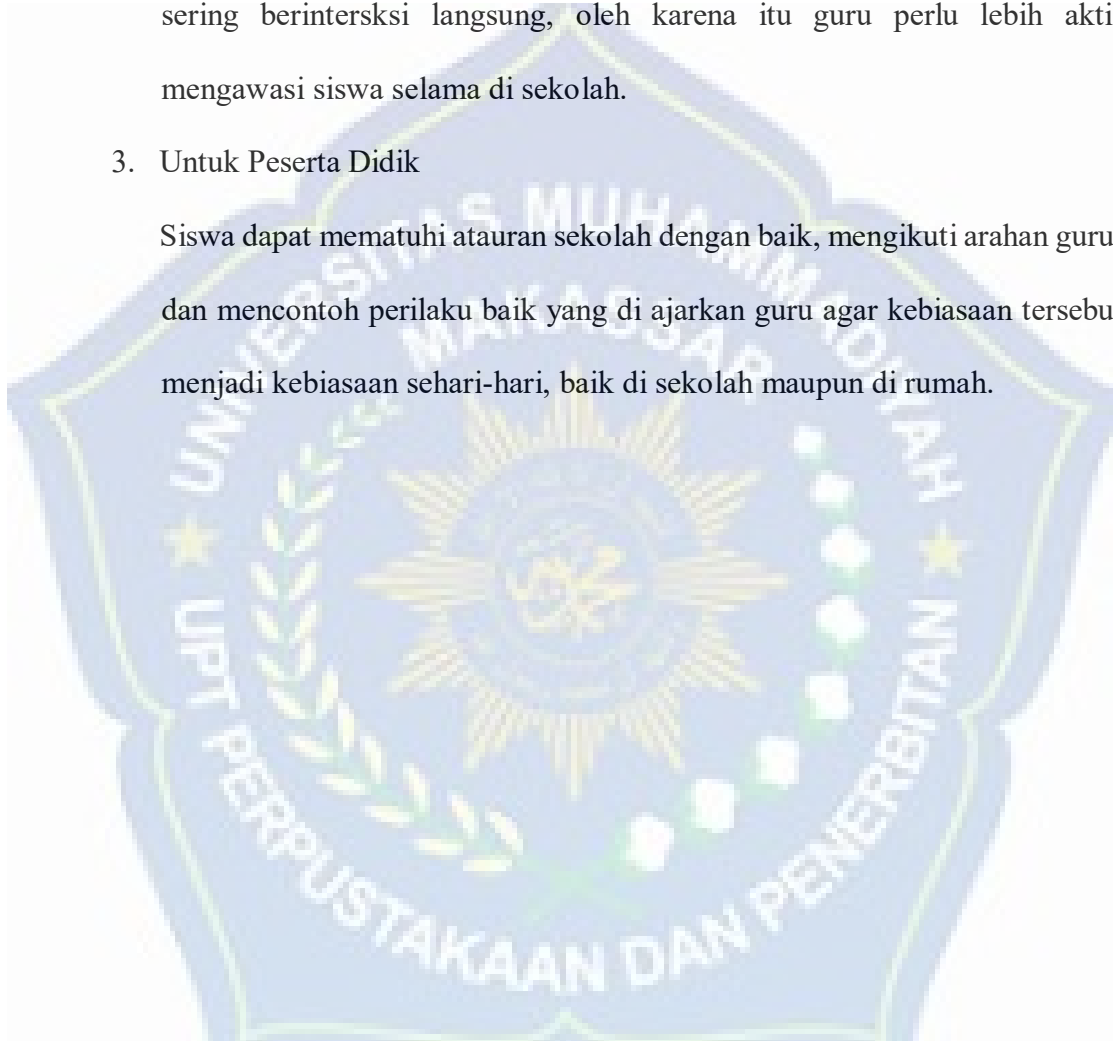 sering berintersksi langsung, oleh karena itu guru perlu lebih akti
mengawasi siswa selama di sekolah.
3. Untuk Peserta Didik
Siswa dapat mematuhi atauran sekolah dengan baik, mengikuti arahan guru
dan mencontoh perilaku baik yang di ajarkan guru agar kebiasaan tersebu
menjadi kebiasaan sehari-hari, baik di sekolah maupun di rumah.
UNIVERSITAS MUHAMMADIYAH
MAKASSAR
UPT PERPUSTAKAAN DAN PENERBITAN